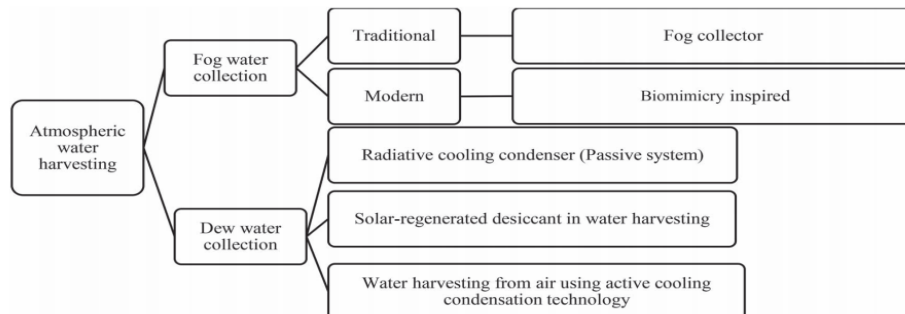 Traditional
Fog collector
Fog water
collection
Modern
Biomimicry inspired
Atmospheric
water
harvesting
Radiative cooling condenser (Passive system)
Dew water
collection
Solar-regenerated desiccant in water harvesting
Water harvesting from air using active cooling
condensation technology